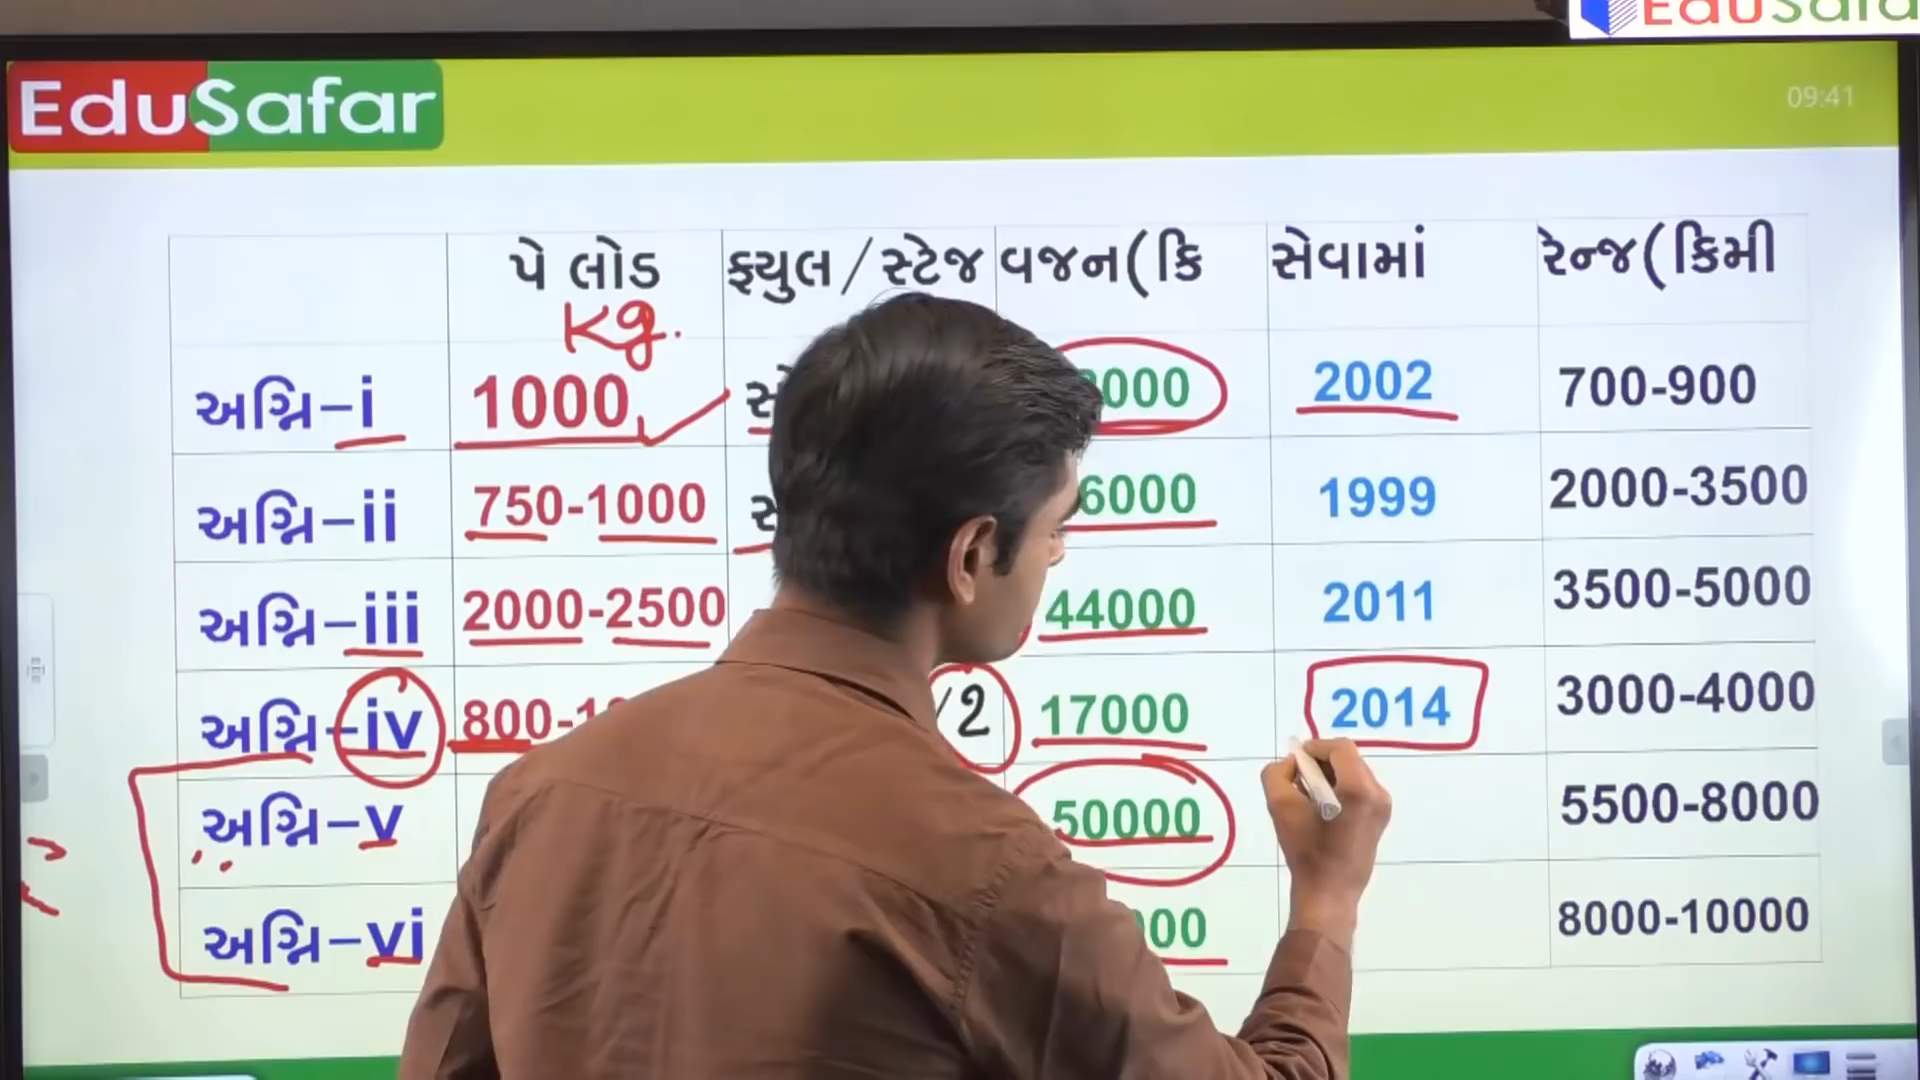 EduSafar
09:41
પે લોડ ફ્યુલ/સ્ટેજ વજન(કિ સેવામાં રેન્જ(કિમી
Kg.
અગ્નિ-i 1000 2002 700-900
અગ્નિ-ii 750-1000 6000 1999 2000-3500
અગ્નિ-iii 2000-2500 44000 2011 3500-5000
અગ્નિ-iv 800- /2 17000 2014 3000-4000
અગ્નિ-v 50000 5500-8000
અગ્નિ-vi 8000-10000